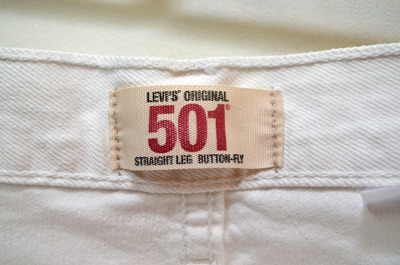 LEVI'S® ORIGINAL
501®
STRAIGHT LEG BUTTON-FLY